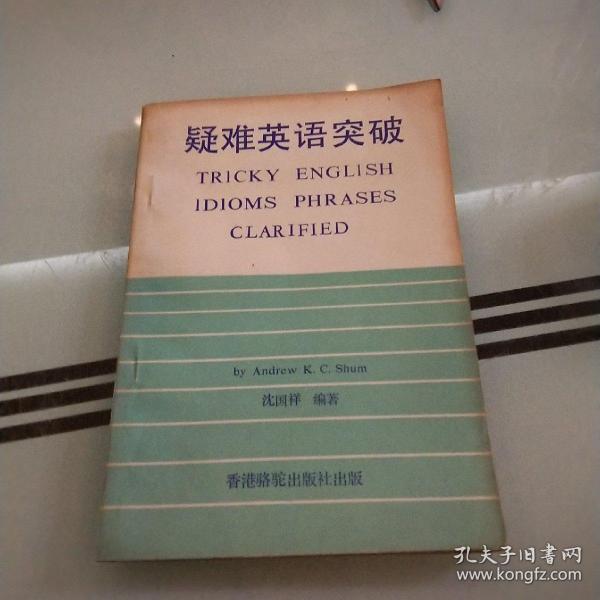 疑难英语突破
TRICKY ENGLISH
IDIOMS PHRASES
CLARIFIED
by Andrew K. C. Shum
沈国祥 编著
香港骆驼出版社出版
孔夫子旧书网
www.kongfz.com